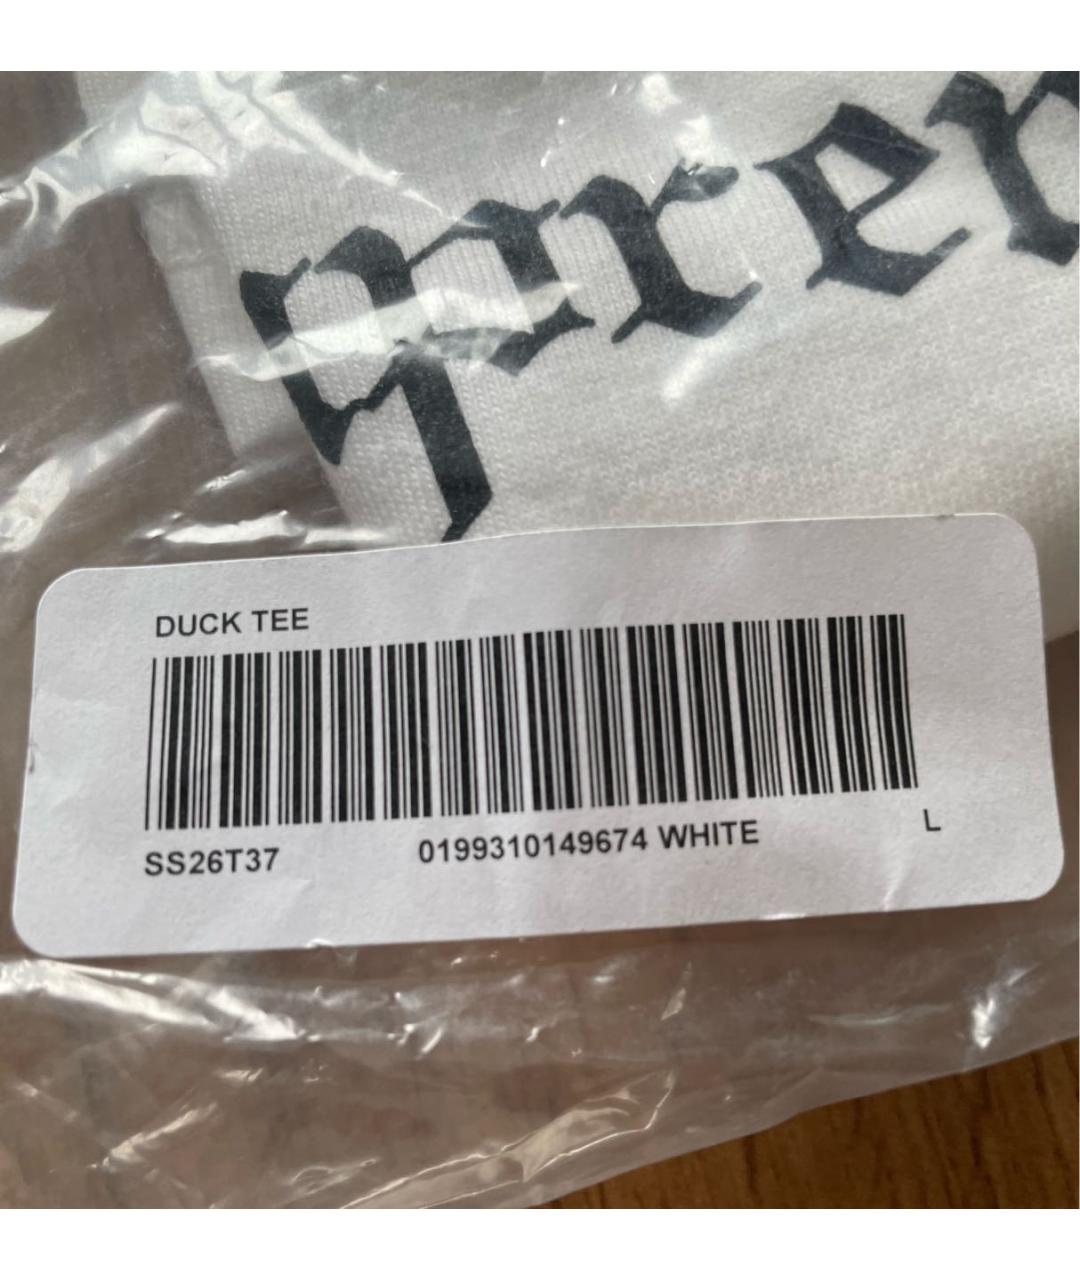 DUCK TEE
SS26T37
0199310149674 WHITE
L